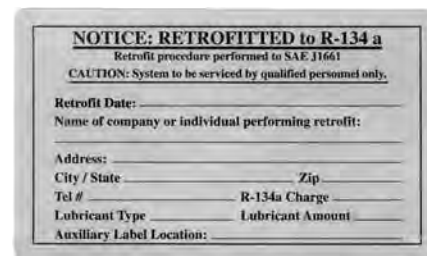 NOTICE: RETROFITTED to R-134 a
Retrofit procedure performed to SAE J1661
CAUTION: System to be serviced by qualified personnel only.
Retrofit Date:
Name of company or individual performing retrofit:
Address:
City / State Zip
Tel # R-134a Charge
Lubricant Type Lubricant Amount
Auxiliary Label Location: